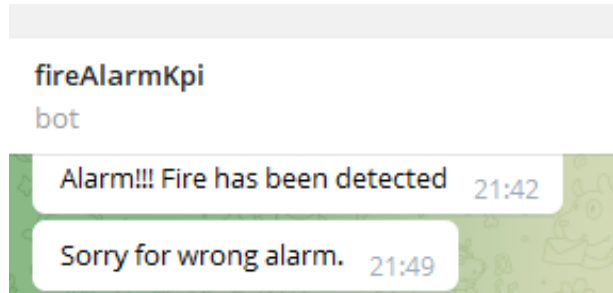 fireAlarmKpi
bot
Alarm!!! Fire has been detected 21:42
Sorry for wrong alarm. 21:49